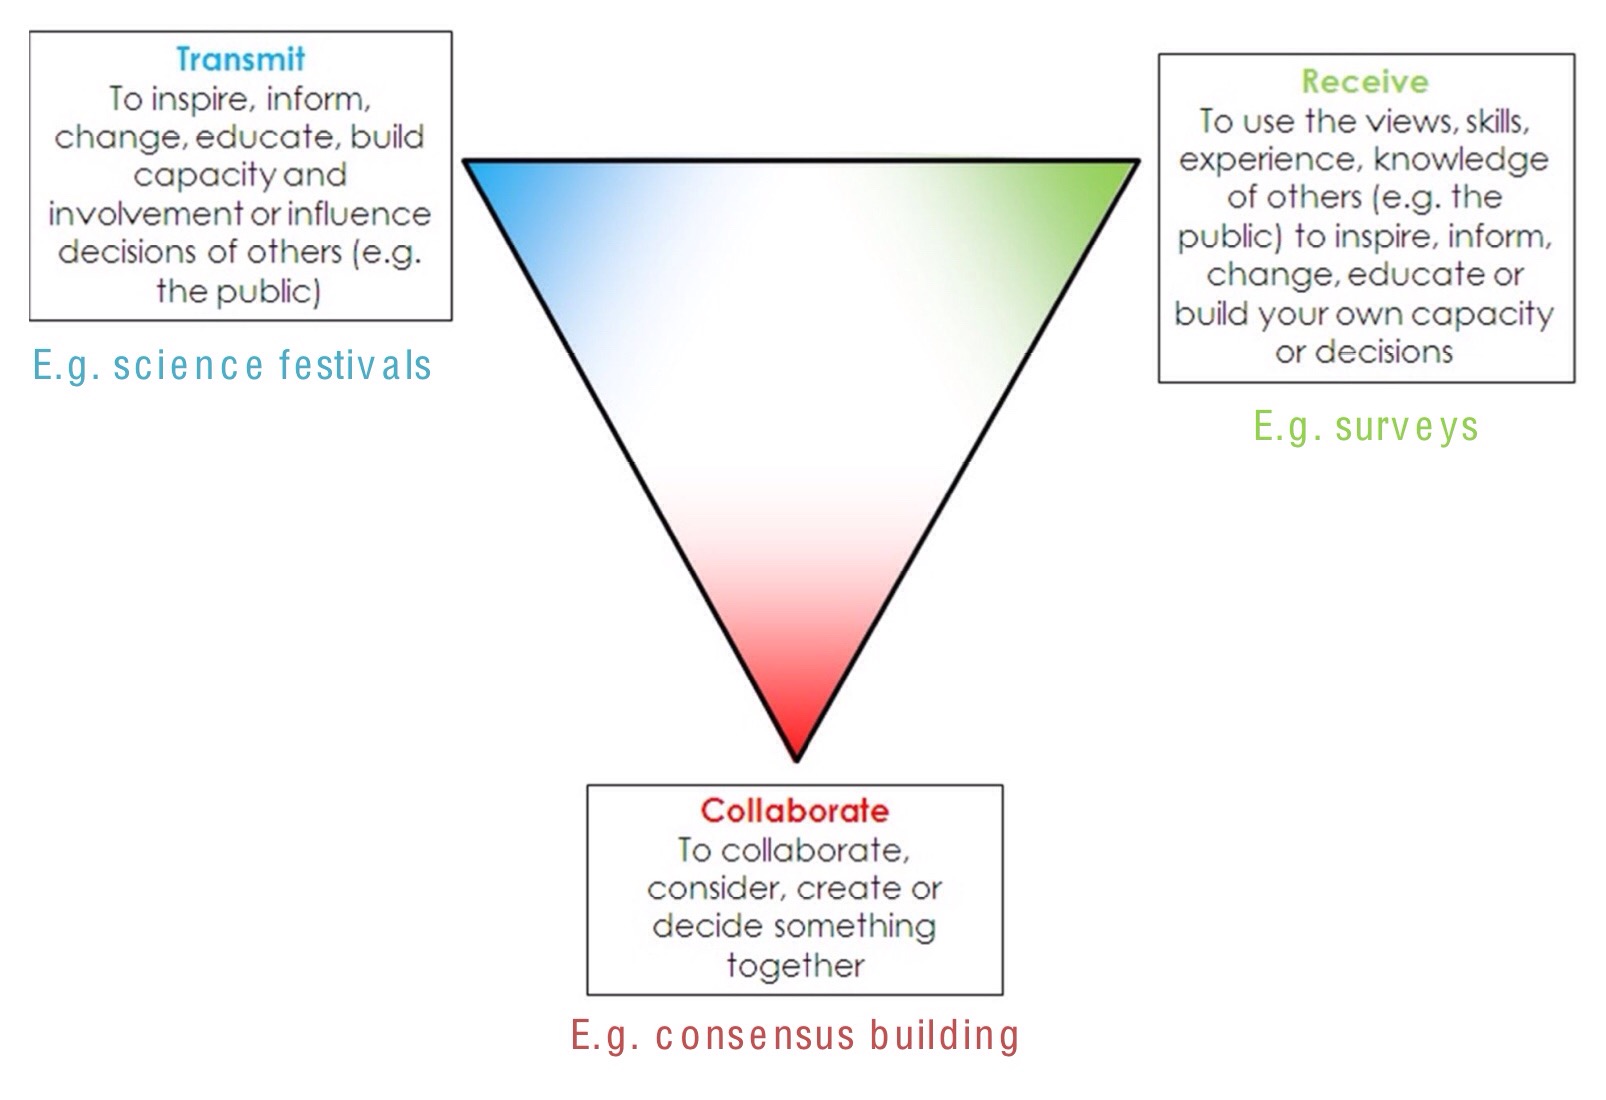 Transmit
To inspire, inform,
change, educate, build
capacity and
involvement or influence
decisions of others (e.g.
the public)
E.g. science festivals
Receive
To use the views, skills,
experience, knowledge
of others (e.g. the
public) to inspire, inform,
change, educate or
build your own capacity
or decisions
E.g. surveys
Collaborate
To collaborate,
consider, create or
decide something
together
E.g. consensus building